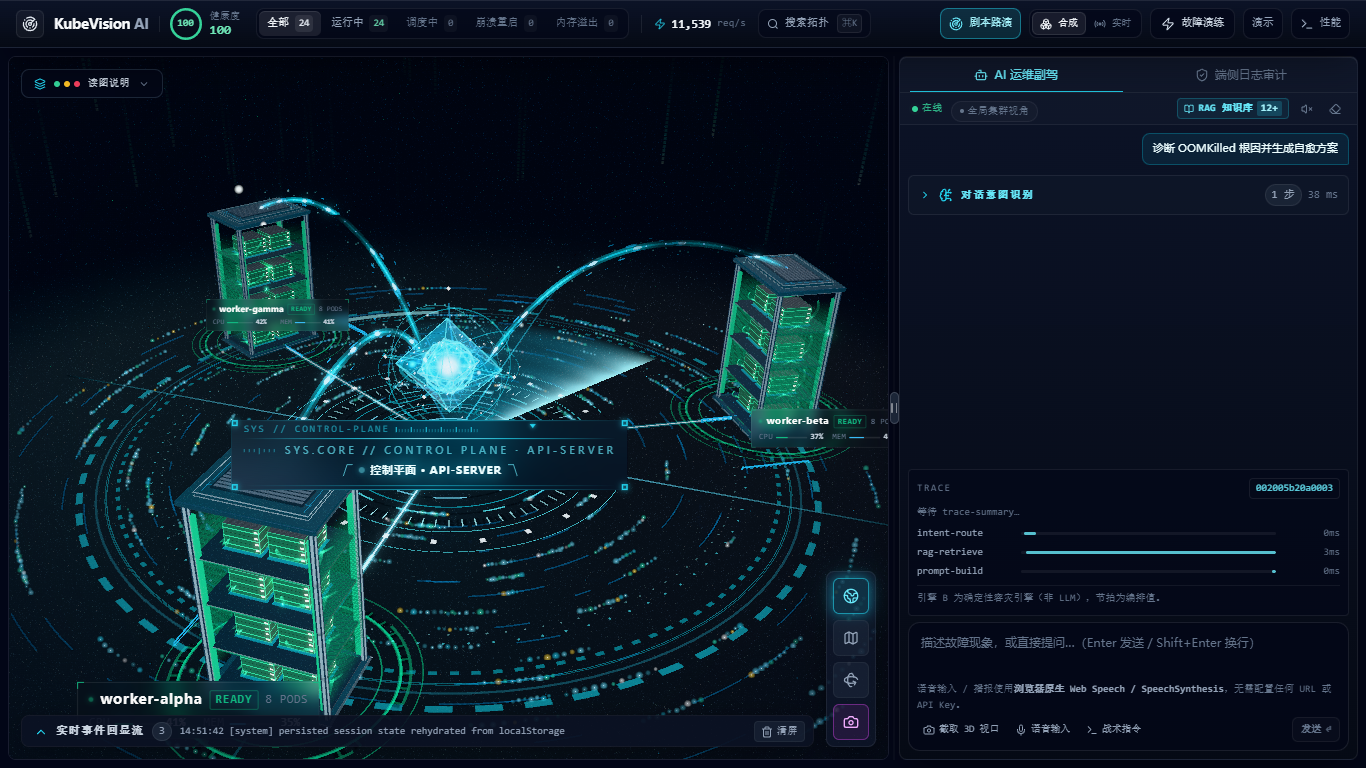 KubeVision AI
100
健康度
100
全部 24
运行中 24
调度中 0
崩溃重启 0
内存溢出 0
11,539 req/s
搜索拓扑 ⌘K
剧本路演
合成
实时
故障演练
演示
性能
读图说明
worker-gamma READY 8 PODS
CPU 42% MEM 41%
worker-beta READY 8 PO
CPU 37% MEM 4
SYS // CONTROL-PLANE
SYS.CORE // CONTROL PLANE · API-SERVER
控制平面 • API-SERVER
worker-alpha READY 8 PODS
实时事件回显流 3 14:51:42 [system] persisted session state rehydrated from localStorage
清屏
AI 运维副驾
端侧日志审计
在线
全局集群视角
RAG 知识库 12+
诊断 OOMKilled 根因并生成自愈方案
对话意图识别
1 步 38 ms
TRACE
002005b20a0003
等待 trace-summary…
intent-route 0ms
rag-retrieve 3ms
prompt-build 0ms
引擎 B 为确定性容灾引擎（非 LLM），节拍为编排值。
描述故障现象，或直接提问…（Enter 发送 / Shift+Enter 换行）
语音输入 / 播报使用浏览器原生 Web Speech / SpeechSynthesis，无需配置任何 URL 或
API Key。
截取 3D 视口
语音输入
战术指令
发送